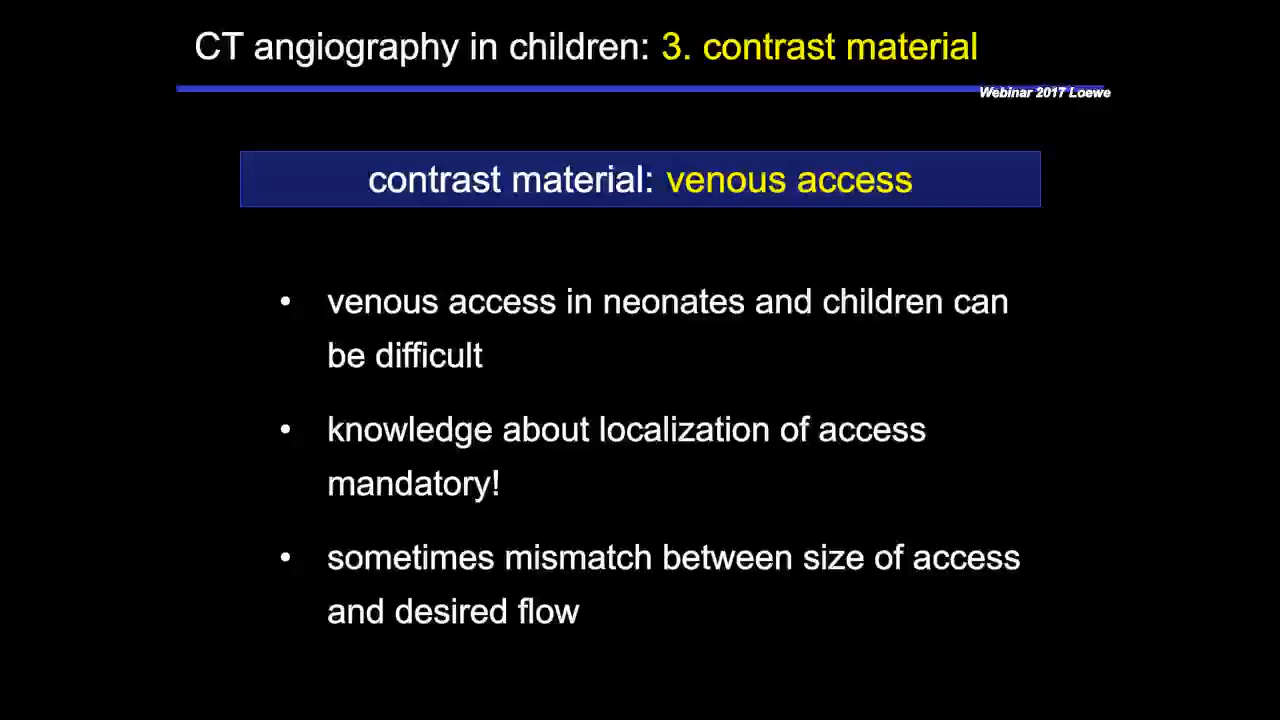 CT angiography in children: 3. contrast material
Webinar 2017 Loewe
contrast material: venous access
• venous access in neonates and children can
be difficult
• knowledge about localization of access
mandatory!
• sometimes mismatch between size of access
and desired flow